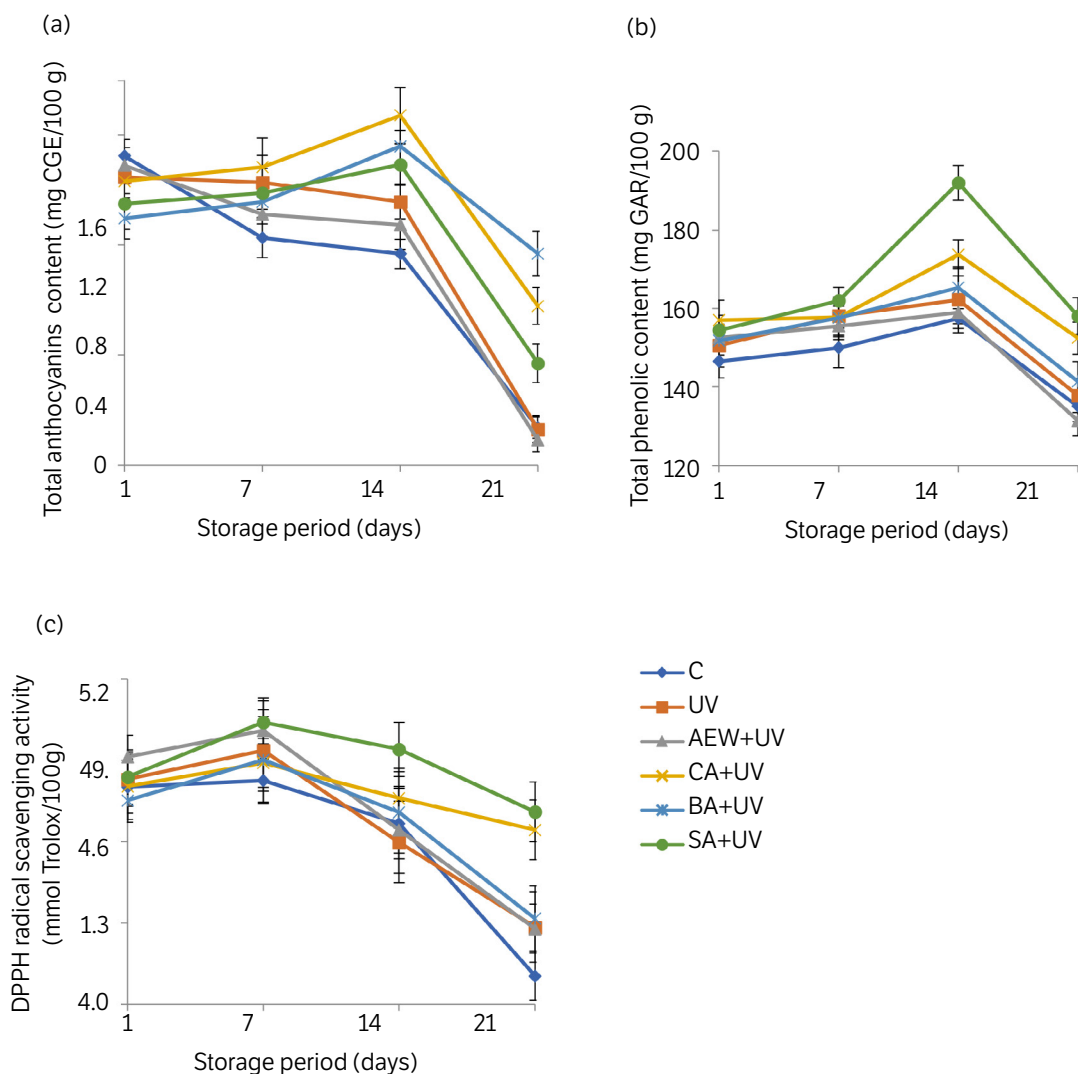 (a)
Total anthocyanins content (mg CGE/100 g)
1.6
1.2
0.8
0.4
0
1 7 14 21
Storage period (days)
(b)
Total phenolic content (mg GAR/100 g)
200
180
160
140
120
1 7 14 21
Storage period (days)
(c)
DPPH radical scavenging activity
(mmol Trolox/100g)
5.2
49.
4.6
1.3
4.0
1 7 14 21
Storage period (days)
C
UV
AEW+UV
CA+UV
BA+UV
SA+UV